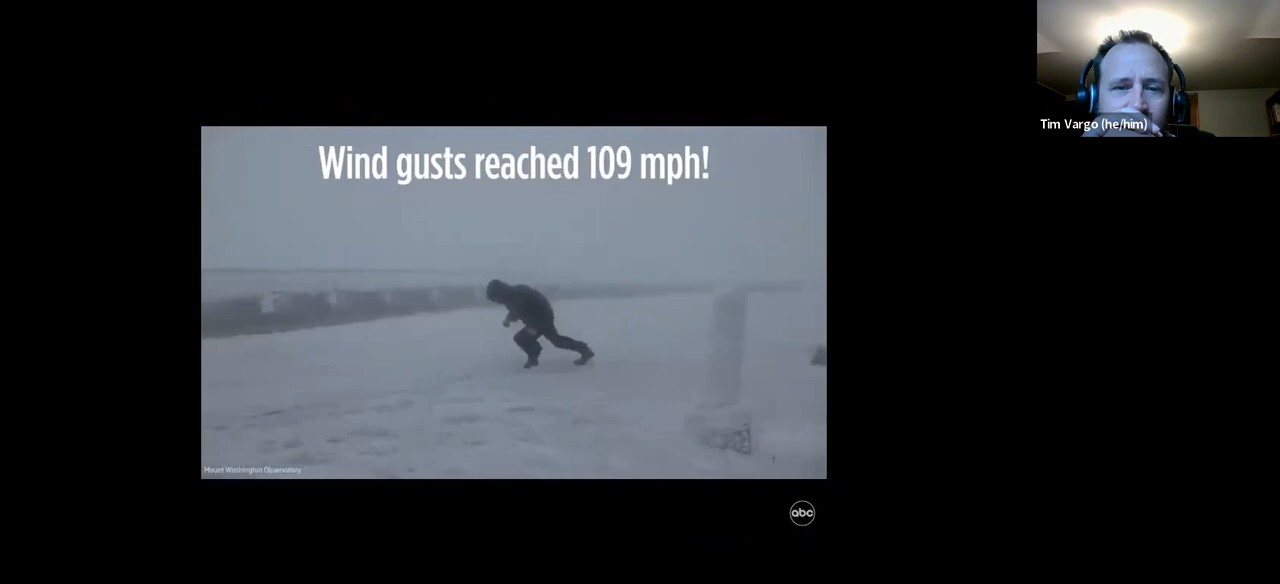 Wind gusts reached 109 mph!
Tim Vargo (he/him)
Mount Washington Observatory
abc